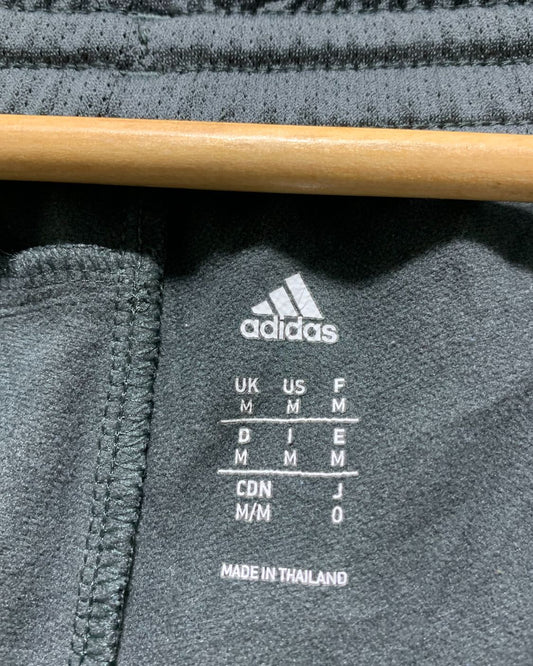 adidas
UK US F
M M M
D I E
M M M
CDN J
M/M O
MADE IN THAILAND